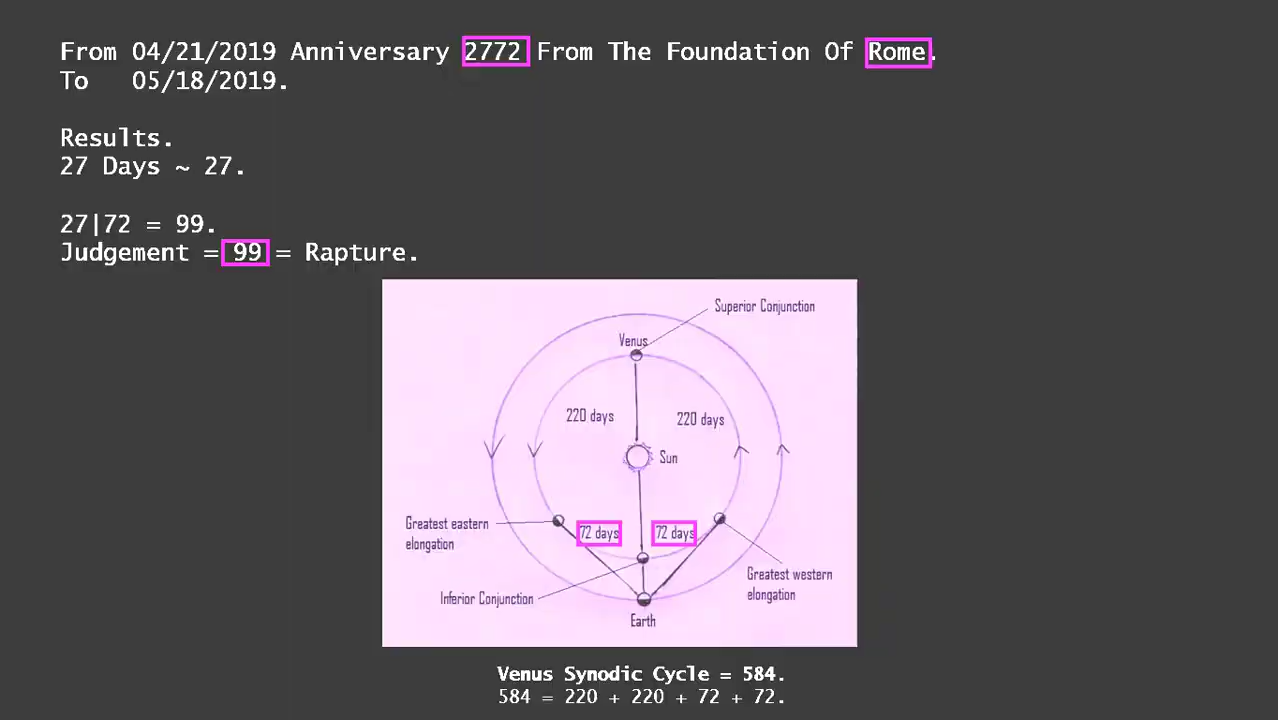 From 04/21/2019 Anniversary 2772 From The Foundation Of Rome.
To 05/18/2019.
Results.
27 Days ~ 27.
27|72 = 99.
Judgement = 99 = Rapture.
Superior Conjunction
Venus
220 days
220 days
Sun
Greatest eastern
elongation
72 days
72 days
Greatest western
elongation
Inferior Conjunction
Earth
Venus Synodic Cycle = 584.
584 = 220 + 220 + 72 + 72.